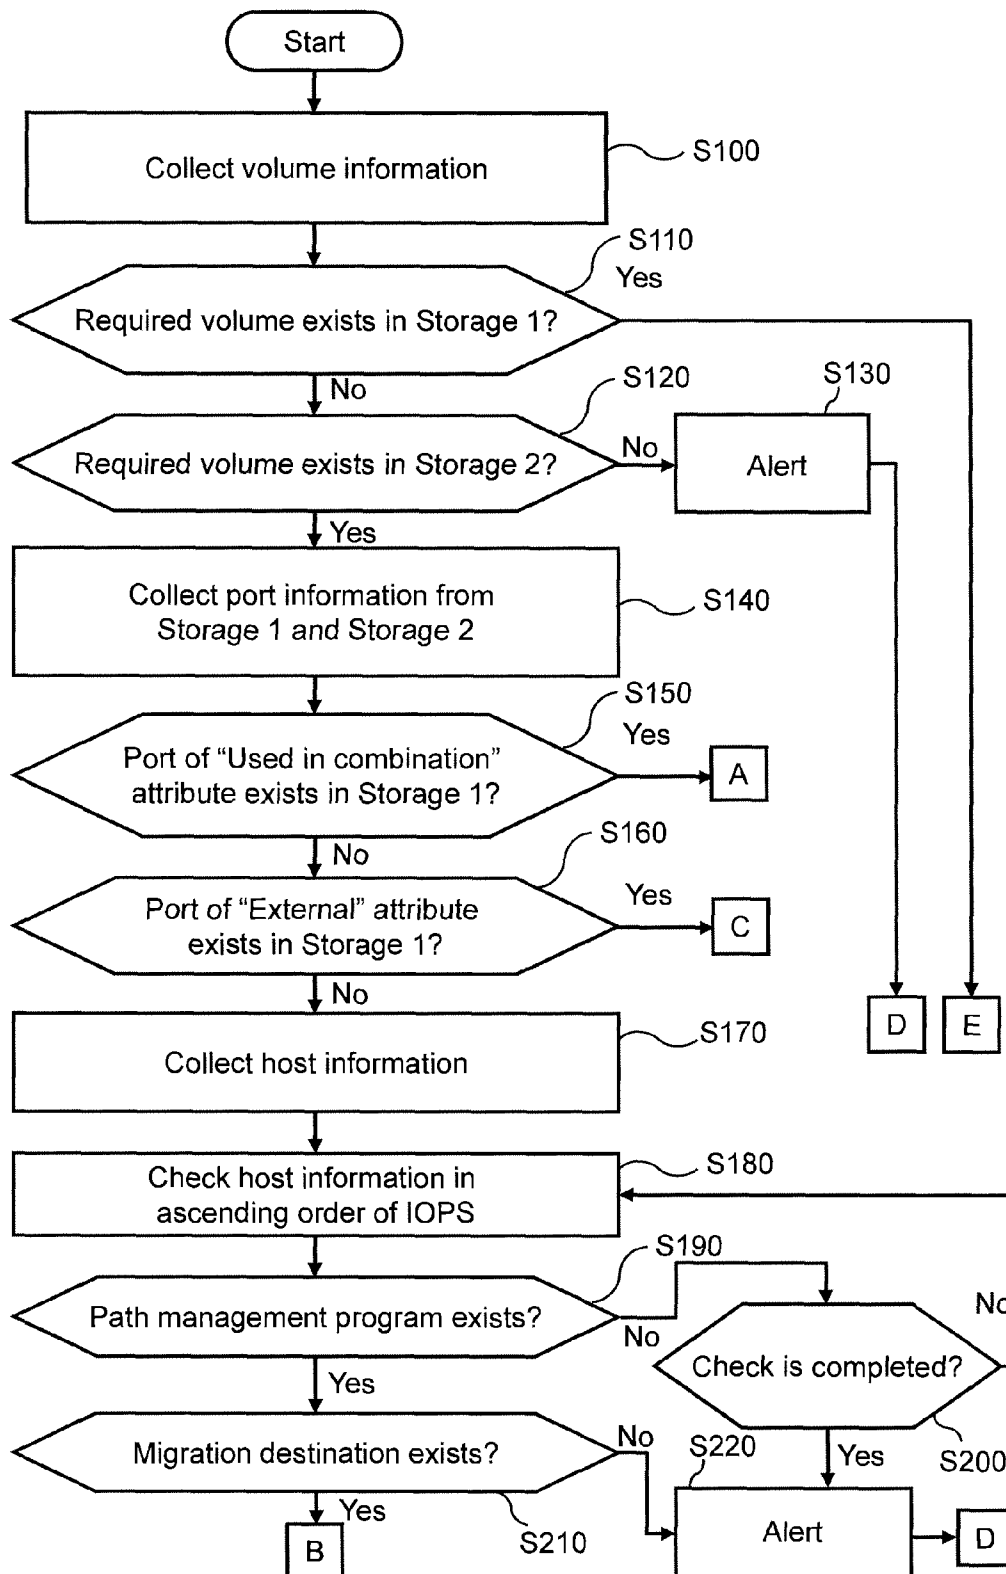 Start
Collect volume information
S100
S110
Yes
Required volume exists in Storage 1?
No
S120
S130
Required volume exists in Storage 2?
No
Alert
Yes
Collect port information from
Storage 1 and Storage 2
S140
S150
Port of “Used in combination”
attribute exists in Storage 1?
Yes
A
No
S160
Port of “External” attribute
exists in Storage 1?
Yes
C
No
D
E
Collect host information
S170
Check host information in
ascending order of IOPS
S180
S190
Path management program exists?
No
No
Check is completed?
Yes
Migration destination exists?
No
S220
Yes
S200
Yes
S210
Alert
B
D